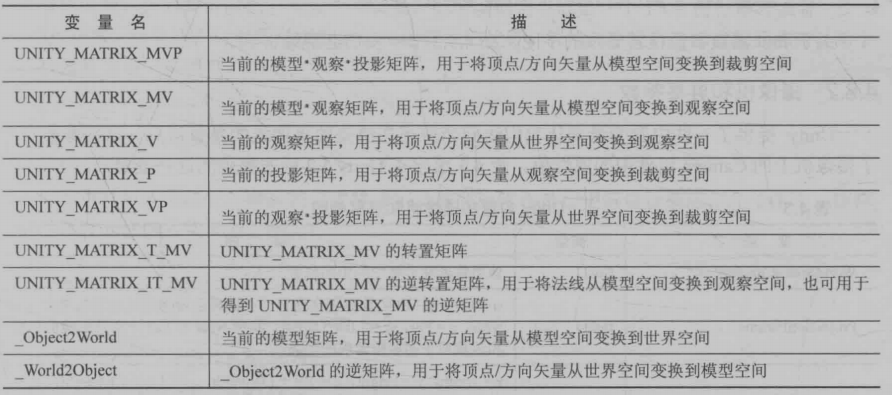 变 量 名 描 述
UNITY_MATRIX_MVP 当前的模型*观察*投影矩阵，用于将顶点/方向矢量从模型空间变换到裁剪空间
UNITY_MATRIX_MV 当前的模型*观察矩阵，用于将顶点/方向矢量从模型空间变换到观察空间
UNITY_MATRIX_V 当前的观察矩阵，用于将顶点/方向矢量从世界空间变换到观察空间
UNITY_MATRIX_P 当前的投影矩阵，用于将顶点/方向矢量从观察空间变换到裁剪空间
UNITY_MATRIX_VP 当前的观察*投影矩阵，用于将顶点/方向矢量从世界空间变换到裁剪空间
UNITY_MATRIX_T_MV UNITY_MATRIX_MV 的转置矩阵
UNITY_MATRIX_IT_MV UNITY_MATRIX_MV 的逆转置矩阵，用于将法线从模型空间变换到观察空间，也可用于
得到 UNITY_MATRIX_MV 的逆矩阵
_Object2World 当前的模型矩阵，用于将顶点/方向矢量从模型空间变换到世界空间
_World2Object _Object2World 的逆矩阵，用于将顶点/方向矢量从世界空间变换到模型空间